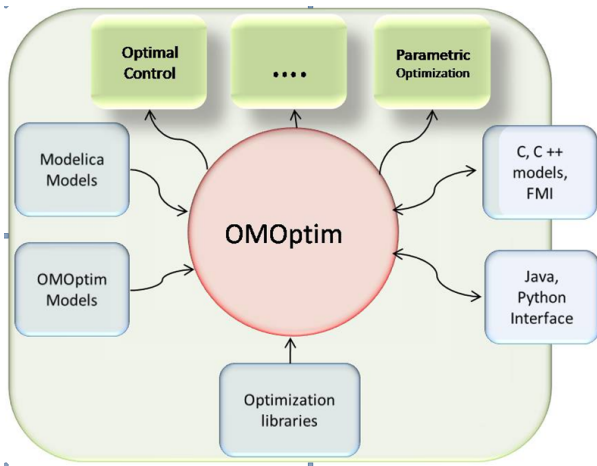 Optimal
Control
....
Parametric
Optimization
Modelica
Models
C, C ++
models,
FMI
OMOptim
OMOptim
Models
Java,
Python
Interface
Optimization
libraries